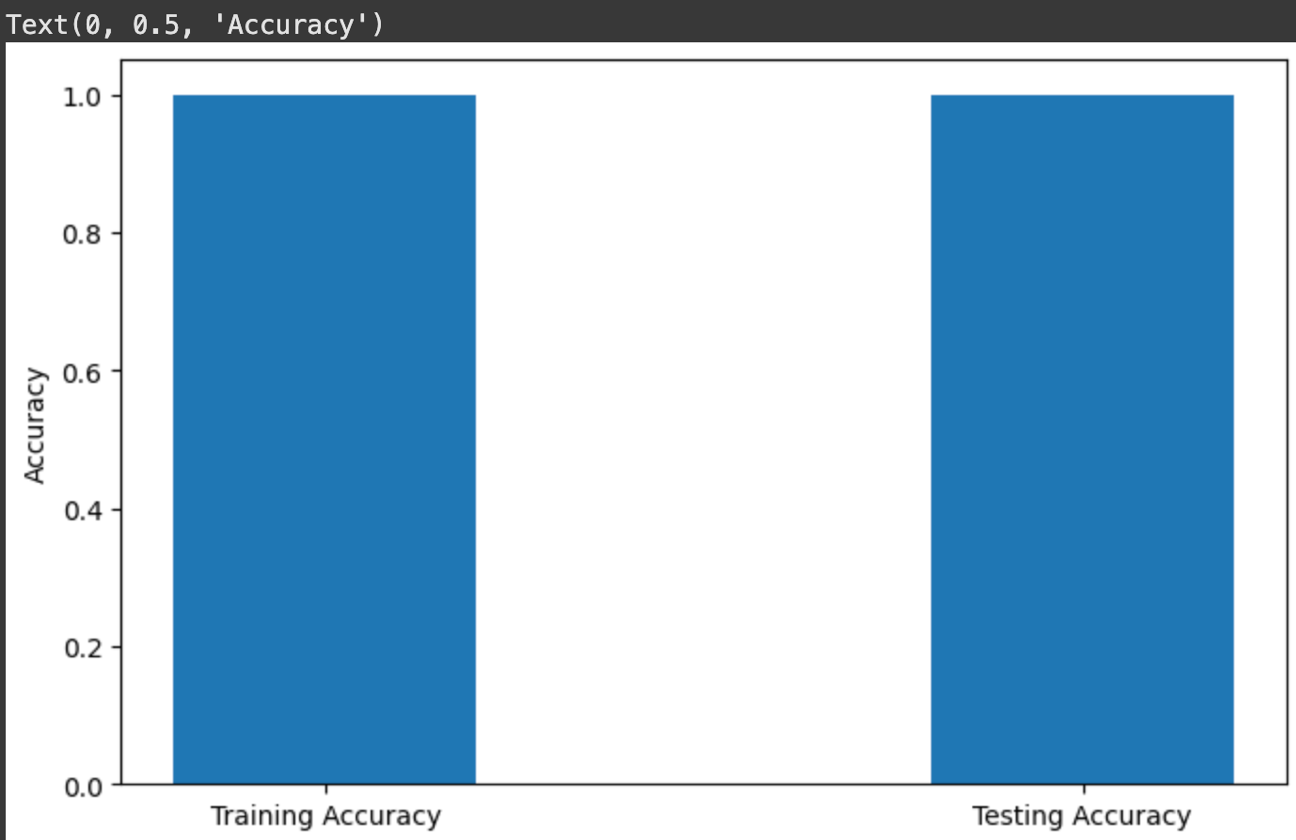 Text(0, 0.5, 'Accuracy')
1.0
0.8
0.6
0.4
0.2
0.0
Accuracy
Training Accuracy
Testing Accuracy